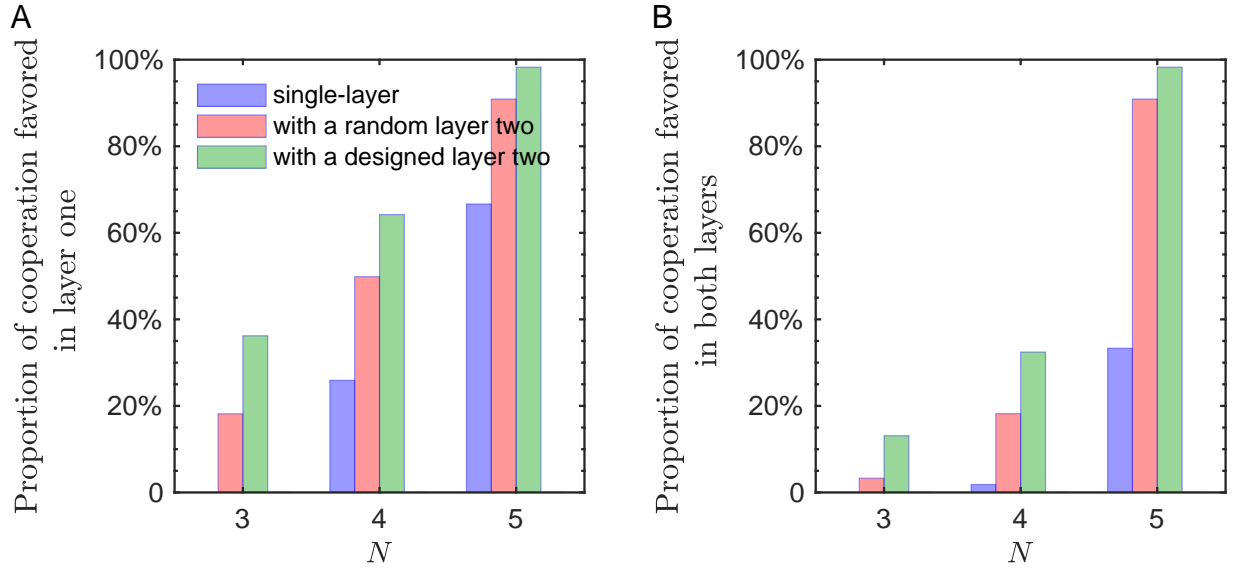 A
Proportion of cooperation favored
in layer one
100%
80%
60%
40%
20%
0
single-layer
with a random layer two
with a designed layer two
3
4
5
N
B
Proportion of cooperation favored
in both layers
100%
80%
60%
40%
20%
0
3
4
5
N